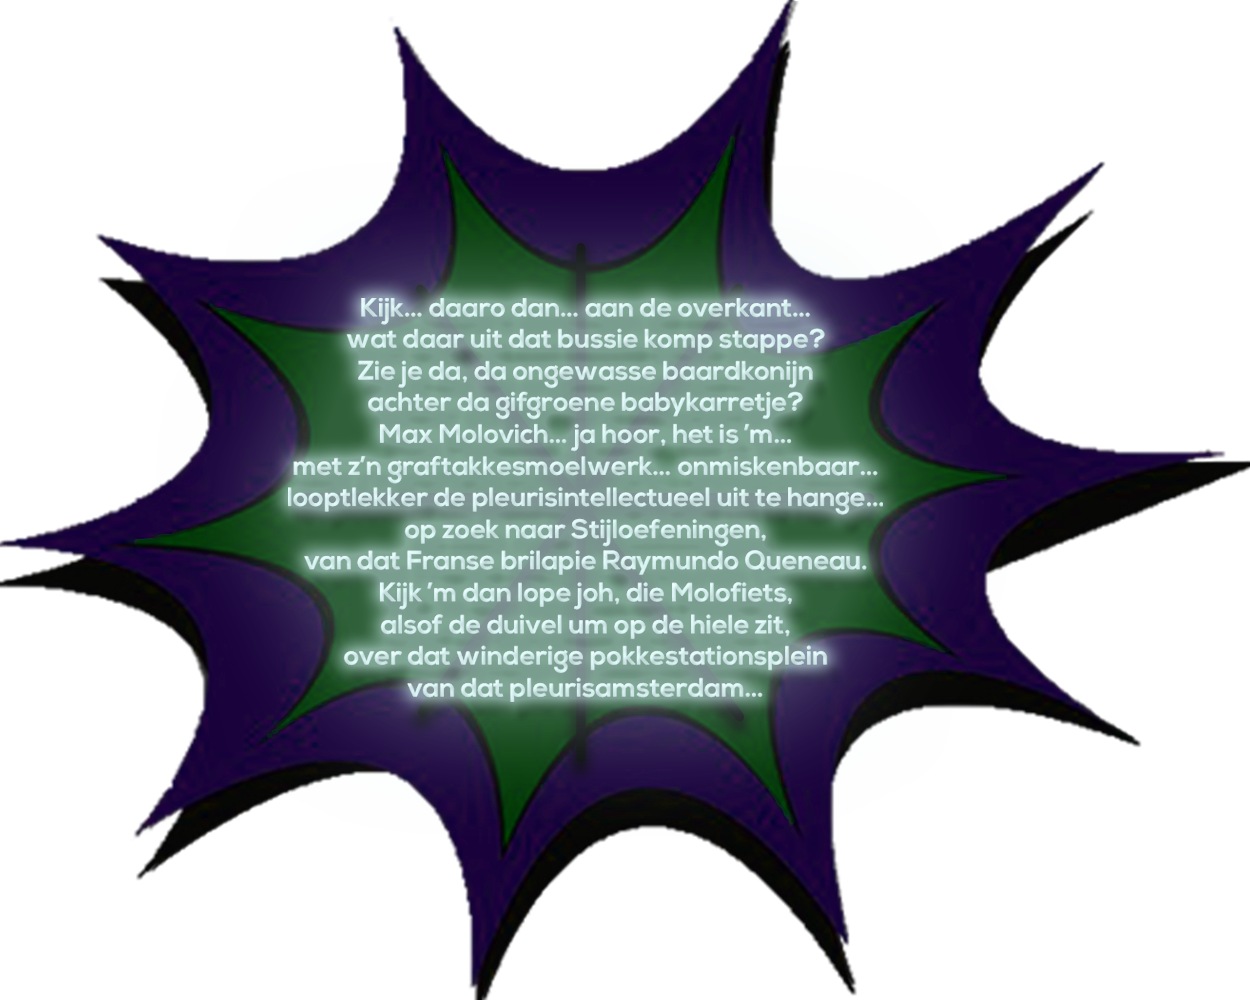 Kijk... daaro dan... aan de overkant...
wat daar uit dat bussie komp stappe?
Zie je da, da ongewasse baardkonijn
achter da gifgroene babykarretje?
Max Molovich... ja hoor, het is 'm...
met z'n graftakkesmoelwerk... onmiskenbaar...
looptlekker de pleurisintellectueel uit te hange...
op zoek naar Stijloefeningen,
van dat Franse brilapie Raymundo Queneau.
Kijk 'm dan lope joh, die Molofiets,
alsof de duivel um op de hiele zit,
over dat winderige pokkestationsplein
van dat pleurisamsterdam...